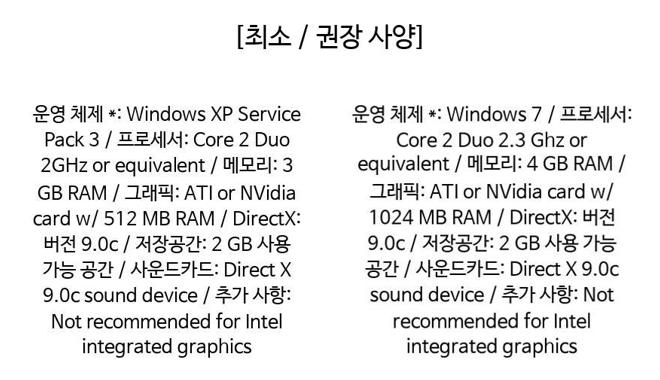 [최소 / 권장 사양]
운영 체제 *: Windows XP Service
Pack 3 / 프로세서: Core 2 Duo
2GHz or equivalent / 메모리: 3
GB RAM / 그래픽: ATI or NVidia
card w/ 512 MB RAM / DirectX:
버전 9.0c / 저장공간: 2 GB 사용
가능 공간 / 사운드카드: Direct X
9.0c sound device / 추가 사항:
Not recommended for Intel
integrated graphics
운영 체제 *: Windows 7 / 프로세서:
Core 2 Duo 2.3 Ghz or
equivalent / 메모리: 4 GB RAM /
그래픽: ATI or NVidia card w/
1024 MB RAM / DirectX: 버전
9.0c / 저장공간: 2 GB 사용 가능
공간 / 사운드카드: Direct X 9.0c
sound device / 추가 사항: Not
recommended for Intel
integrated graphics